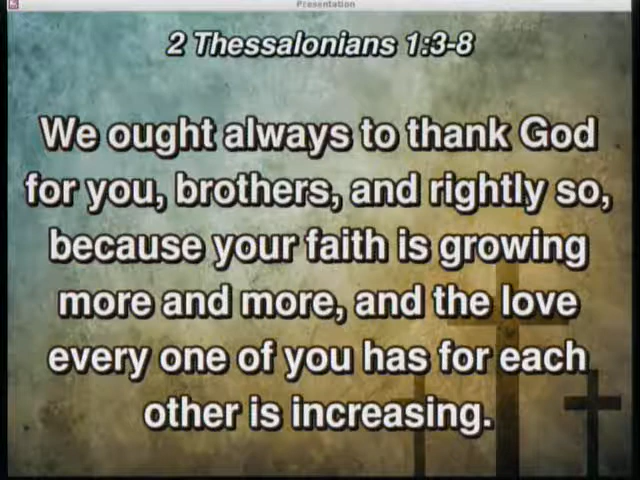 Presentation
2 Thessalonians 1:3-8
We ought always to thank God
for you, brothers, and rightly so,
because your faith is growing
more and more, and the love
every one of you has for each
other is increasing.